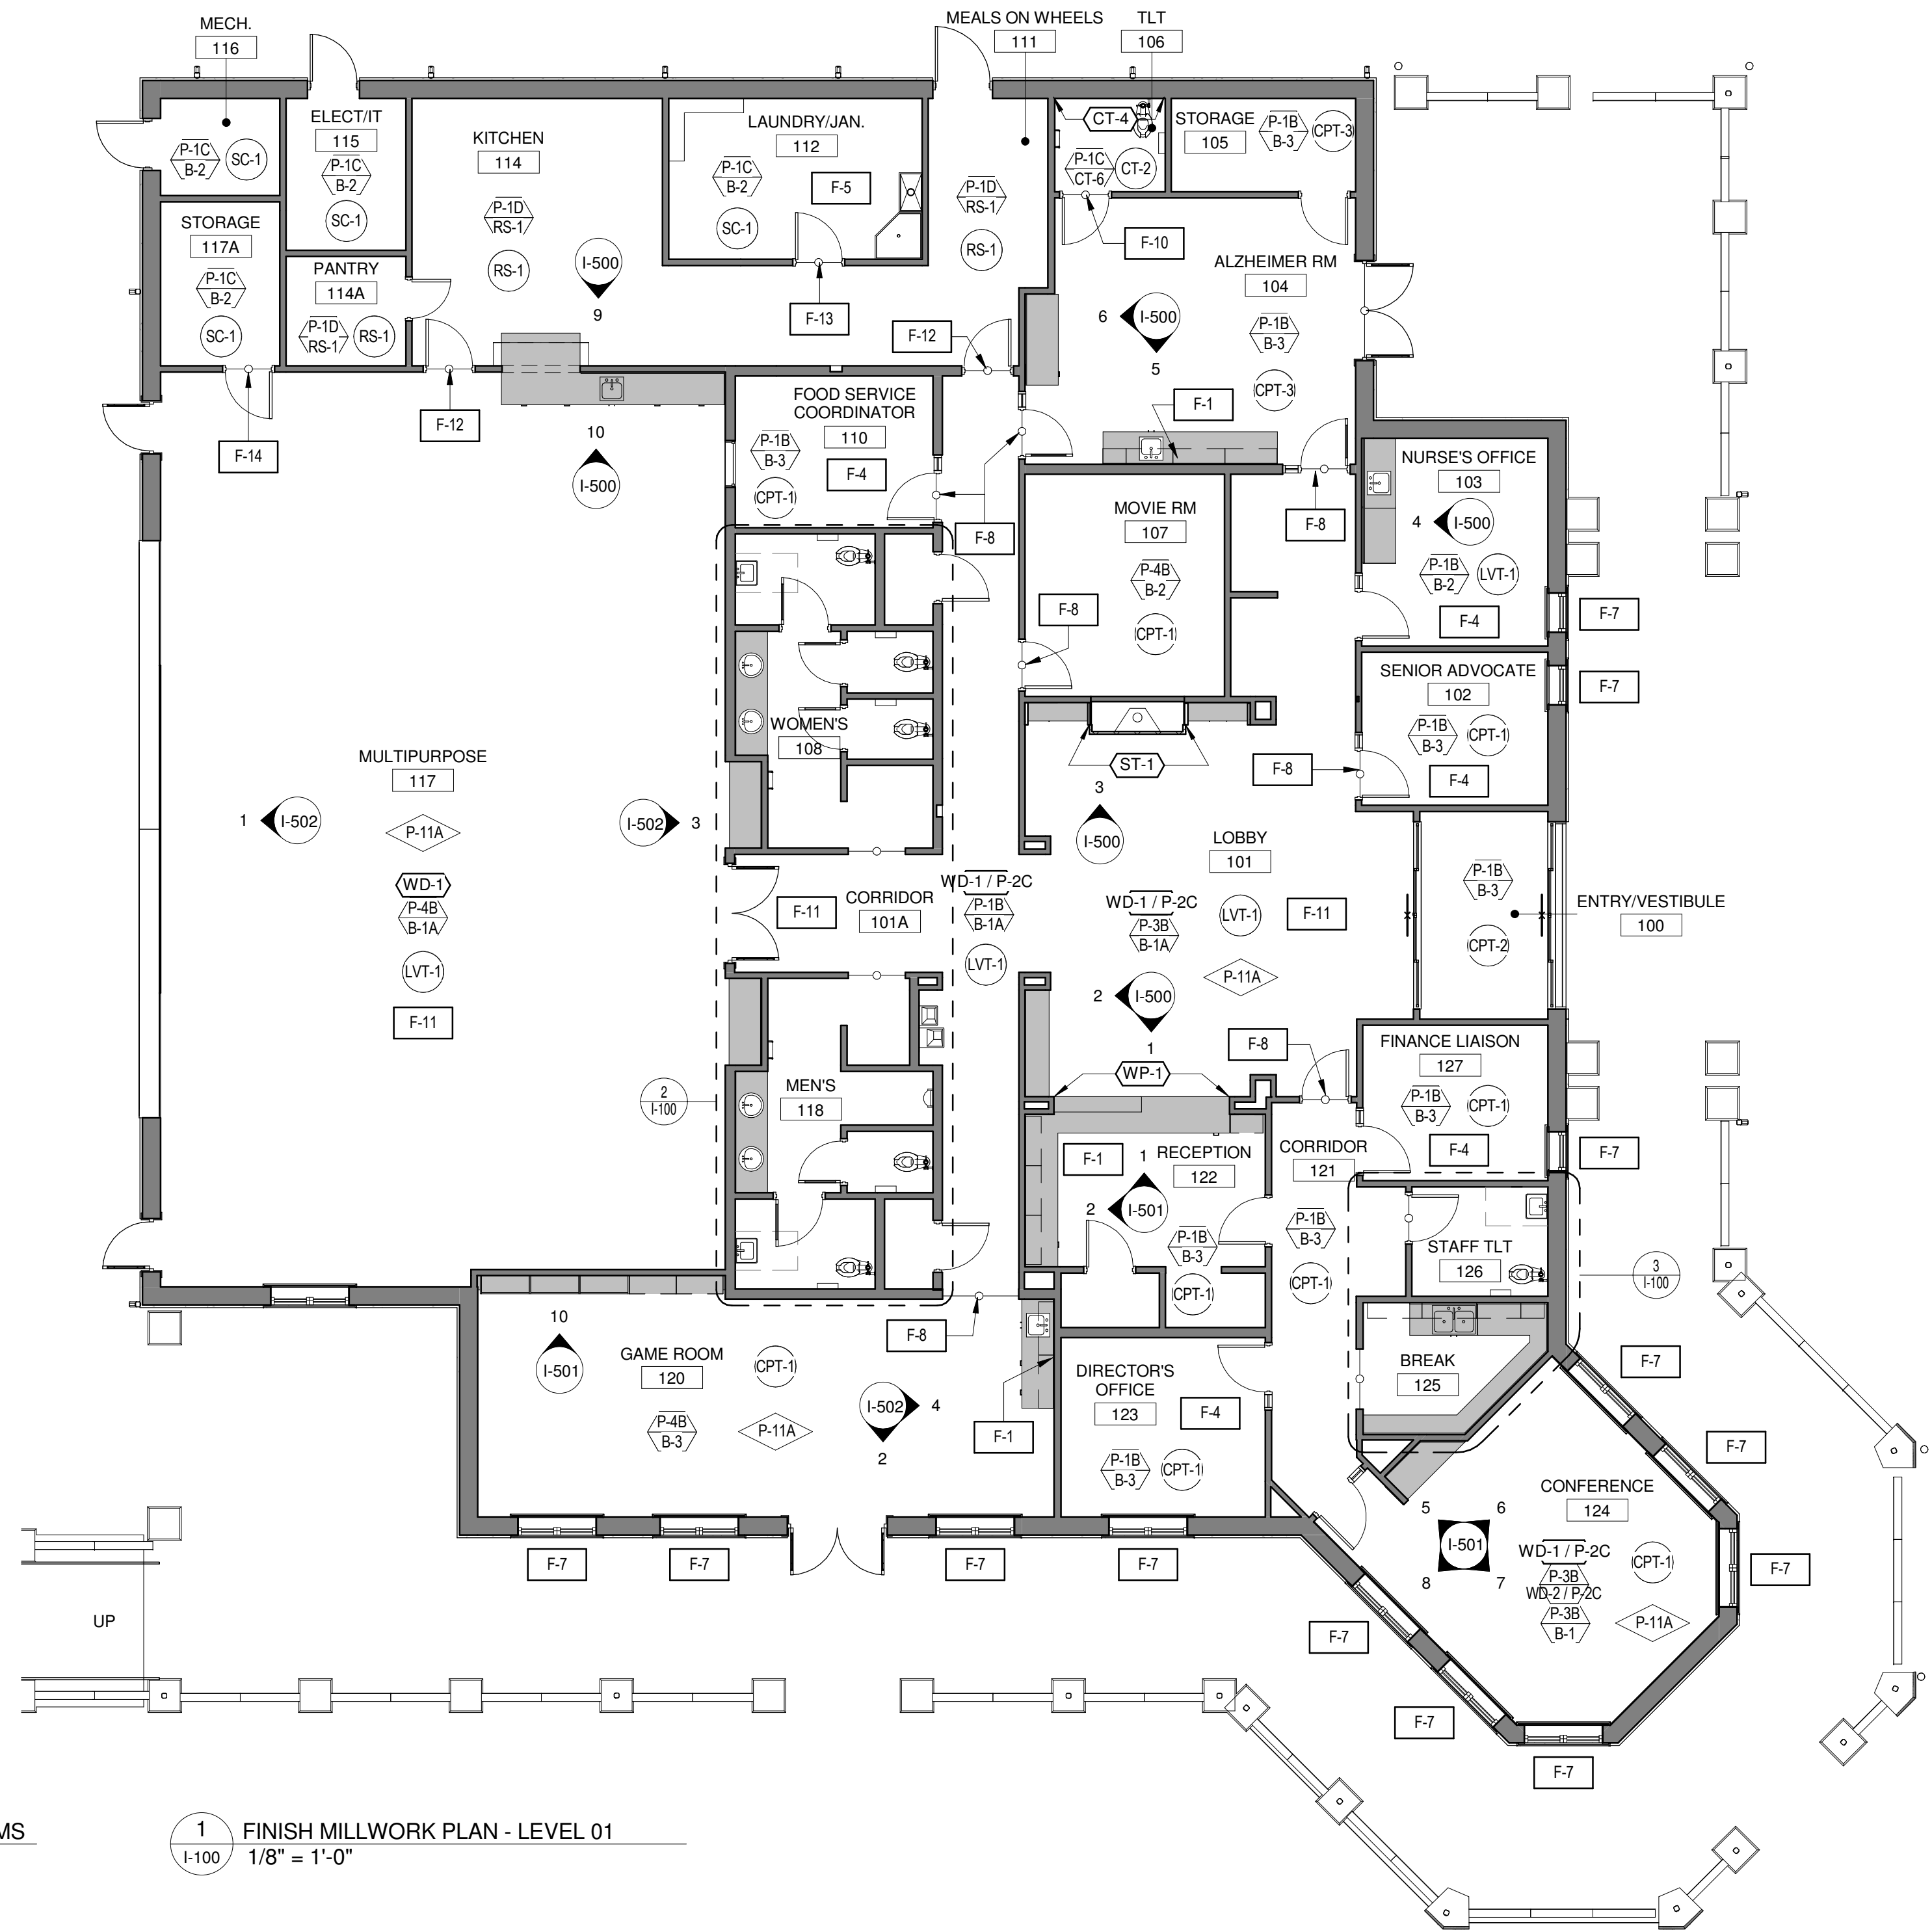 MECH.
116
MEALS ON WHEELS
111
TLT
106
ELECT/IT
115
P-1C
B-2
SC-1
P-1C
B-2
SC-1
KITCHEN
114
P-1D
RS-1
RS-1
LAUNDRY/JAN.
112
P-1C
B-2
SC-1
F-5
P-1D
RS-1
RS-1
CT-4
P-1C
CT-6
CT-2
STORAGE
105
P-1B
B-3
CPT-3
STORAGE
117A
P-1C
B-2
SC-1
PANTRY
114A
P-1D
RS-1
RS-1
I-500
9
F-13
F-12
F-10
ALZHEIMER RM
104
P-1B
B-3
CPT-3
6
I-500
5
F-1
F-14
F-12
10
I-500
FOOD SERVICE
COORDINATOR
110
P-1B
B-3
F-4
CPT-1
F-8
MOVIE RM
107
P-4B
B-2
CPT-1
F-8
F-8
NURSE'S OFFICE
103
4
I-500
P-1B
B-2
LVT-1
F-4
F-7
SENIOR ADVOCATE
102
P-1B
B-3
CPT-1
F-4
F-7
F-8
WOMEN'S
108
ST-1
3
I-500
MULTIPURPOSE
117
1
I-502
P-11A
I-502
3
WD-1
P-4B
B-1A
LVT-1
F-11
F-11
CORRIDOR
101A
WD-1 / P-2C
P-1B
B-1A
LVT-1
LOBBY
101
WD-1 / P-2C
P-3B
B-1A
LVT-1
F-11
P-11A
2
I-500
1
P-1B
B-3
CPT-2
ENTRY/VESTIBULE
100
F-8
WP-1
FINANCE LIAISON
127
P-1B
B-3
CPT-1
F-4
F-7
2
I-100
MEN'S
118
F-1
RECEPTION
122
1
2
I-501
P-1B
B-3
CPT-1
CORRIDOR
121
P-1B
B-3
CPT-1
STAFF TLT
126
3
I-100
F-8
10
I-501
GAME ROOM
120
CPT-1
P-4B
B-3
P-11A
I-502
4
2
F-1
DIRECTOR'S
OFFICE
123
F-4
P-1B
B-3
CPT-1
BREAK
125
F-7
F-7
CONFERENCE
124
5
6
I-501
8
7
WD-1 / P-2C
P-3B
WD-2 / P-2C
P-3B
B-1
CPT-1
P-11A
F-7
F-7
F-7
F-7
F-7
F-7
F-7
F-7
UP
MS
1
I-100
FINISH MILLWORK PLAN - LEVEL 01
1/8" = 1'-0"